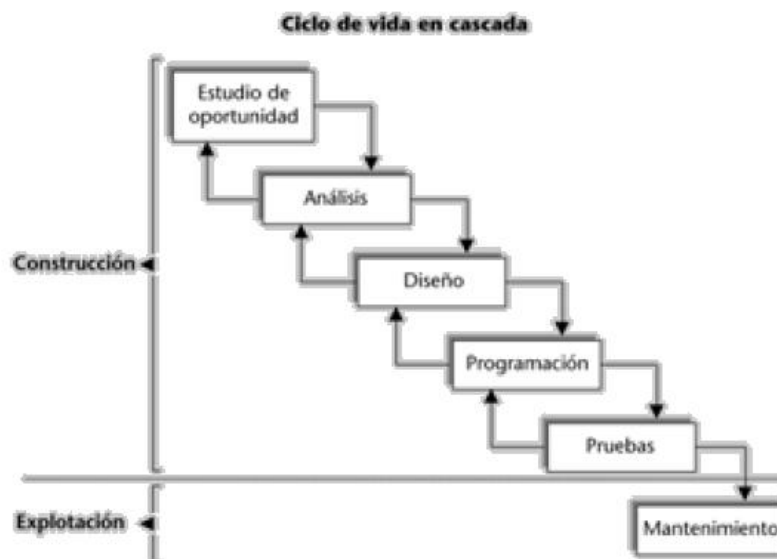 Ciclo de vida en cascada
Estudio de
oportunidad
Análisis
Construcción
Diseño
Programación
Pruebas
Explotación
Mantenimiento